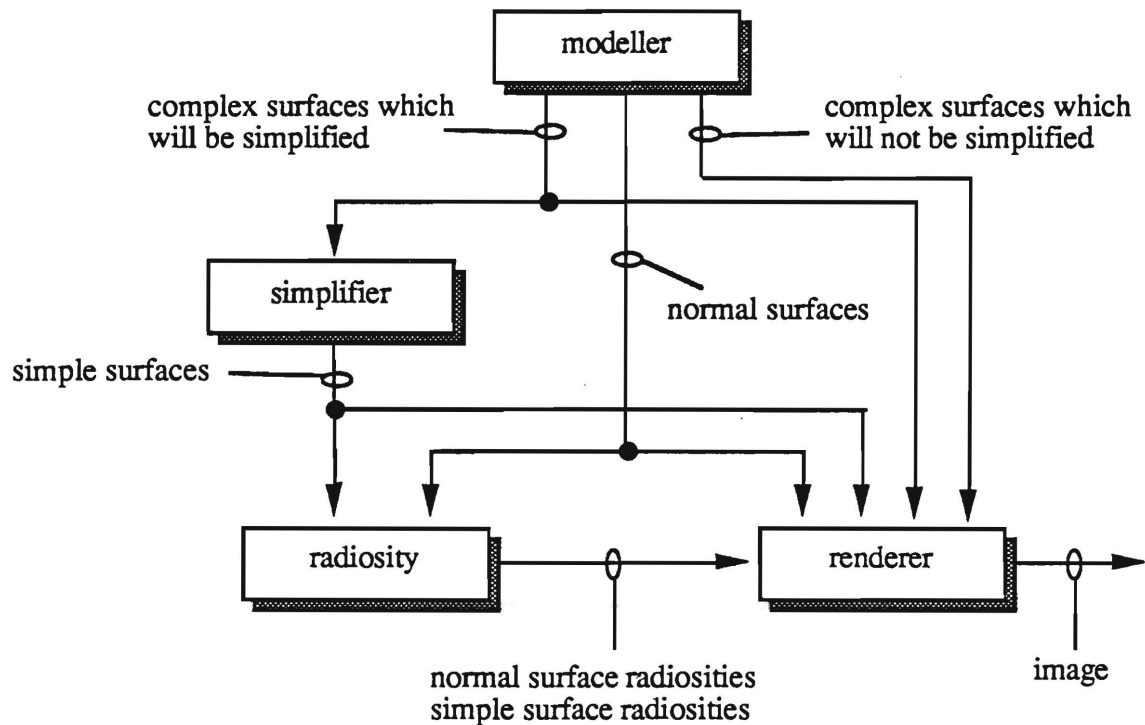 modeller
complex surfaces which
will be simplified
complex surfaces which
will not be simplified
simplifier
normal surfaces
simple surfaces
radiosity
renderer
normal surface radiosities
simple surface radiosities
image